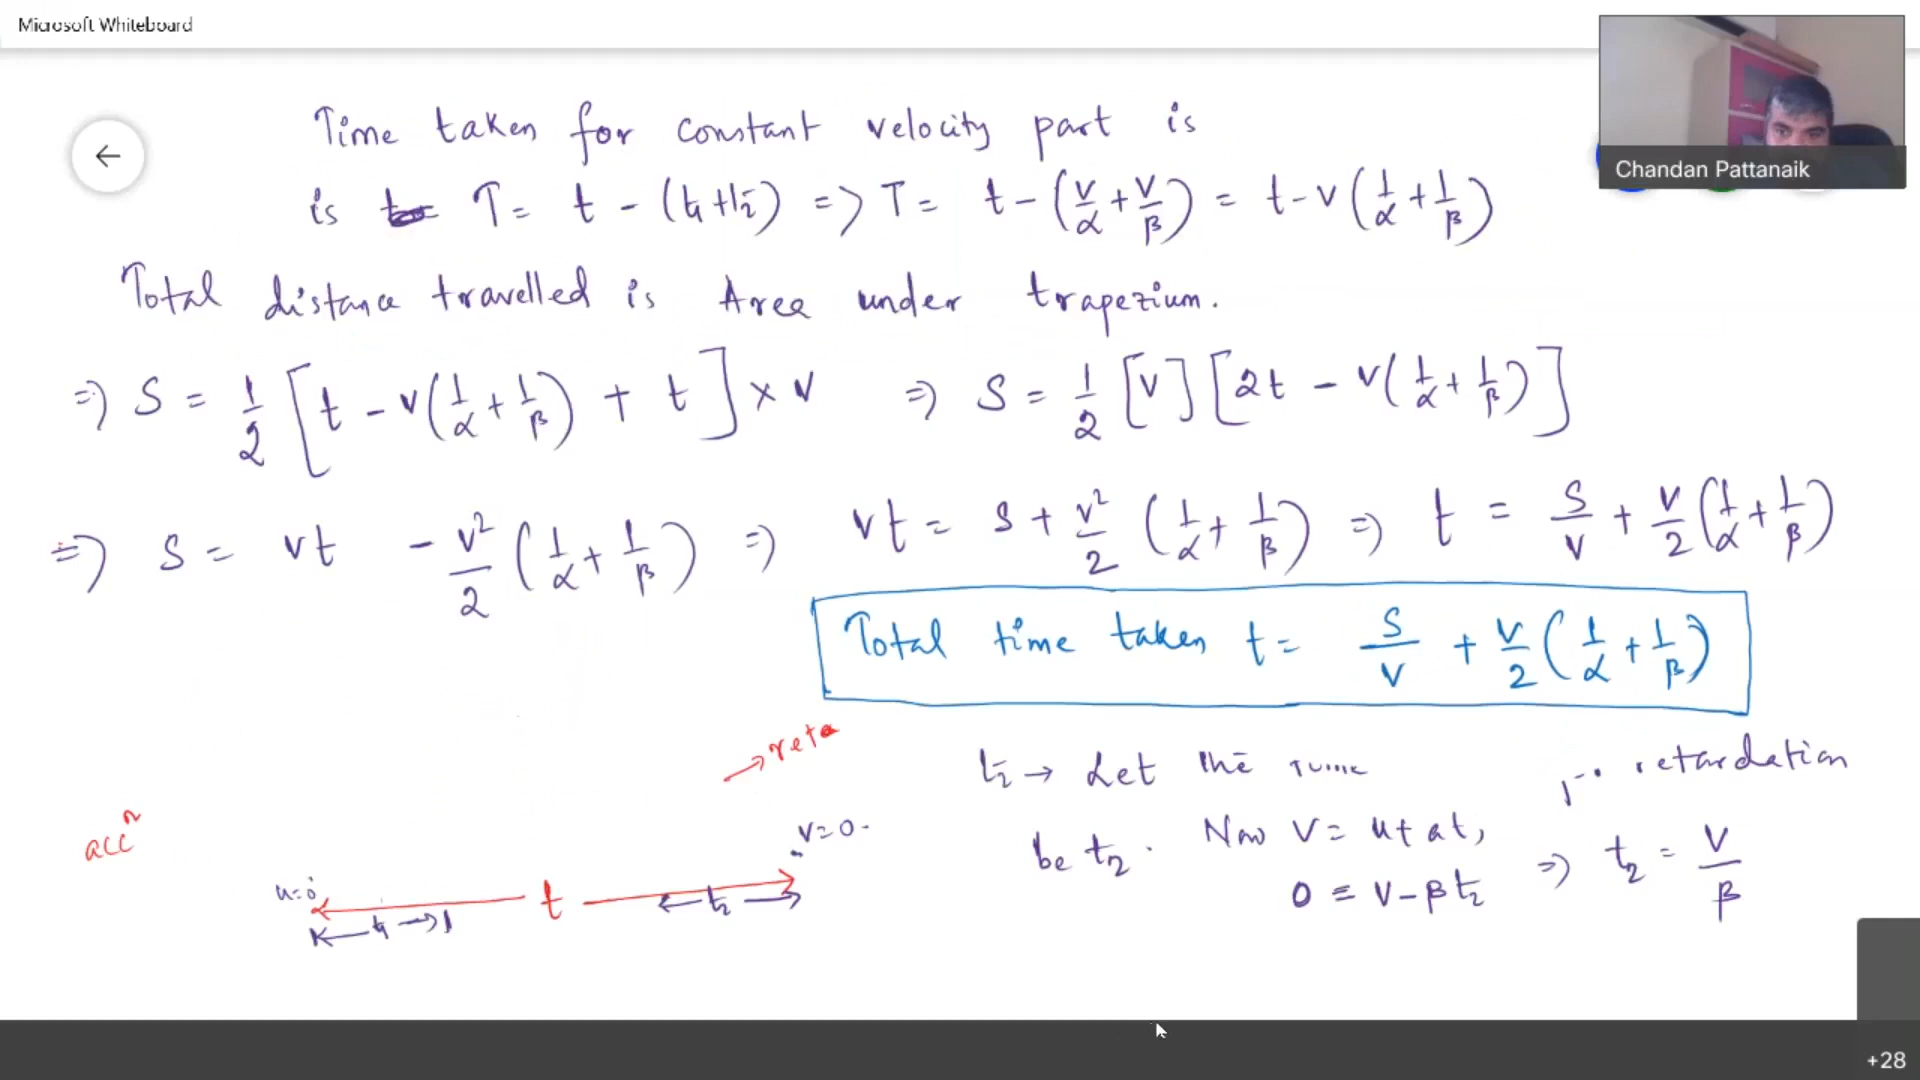 Microsoft Whiteboard
Chandan Pattanaik
Time taken for constant velocity part is
is T = t - (t₁+t₂) => T = t - (v/α + v/β) = t - v(1/α + 1/β)
Total distance travelled is Area under trapezium.
=> S = 1/2 [t - v(1/α + 1/β) + t] × v => S = 1/2 [v][2t - v(1/α + 1/β)]
=> S = vt - v²/2 (1/α + 1/β) => vt = s + v²/2 (1/α + 1/β) => t = s/v + v/2 (1/α + 1/β)
Total time taken t = s/v + v/2 (1/α + 1/β)
t₂ → Let the retardation
be t₂. Now v = u + at,
0 = v - βt₂ => t₂ = v/β
accⁿ
→ reta
u=0
v=0.
t
t₁
t₂
+28